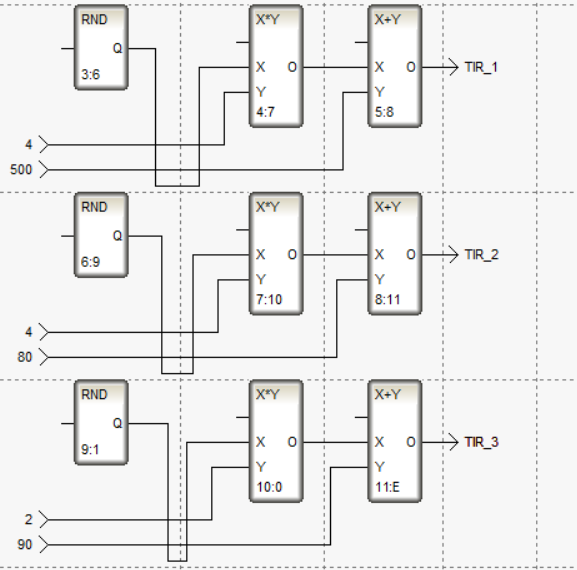 RND
Q
3:6
X*Y
X O
Y
4:7
X+Y
X O
Y
5:8
TIR_1
4
500
RND
Q
6:9
X*Y
X O
Y
7:10
X+Y
X O
Y
8:11
TIR_2
4
80
RND
Q
9:1
X*Y
X O
Y
10:0
X+Y
X O
Y
11:E
TIR_3
2
90